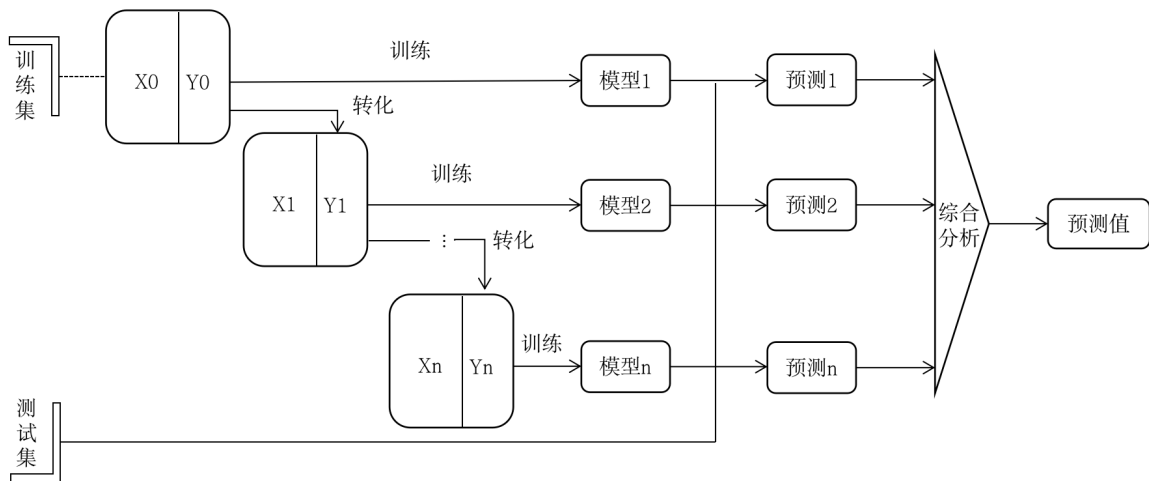 训练集
X0
Y0
训练
模型1
预测1
转化
X1
Y1
训练
模型2
预测2
综合
分析
预测值
⋮
转化
Xn
Yn
训练
模型n
预测n
测试集